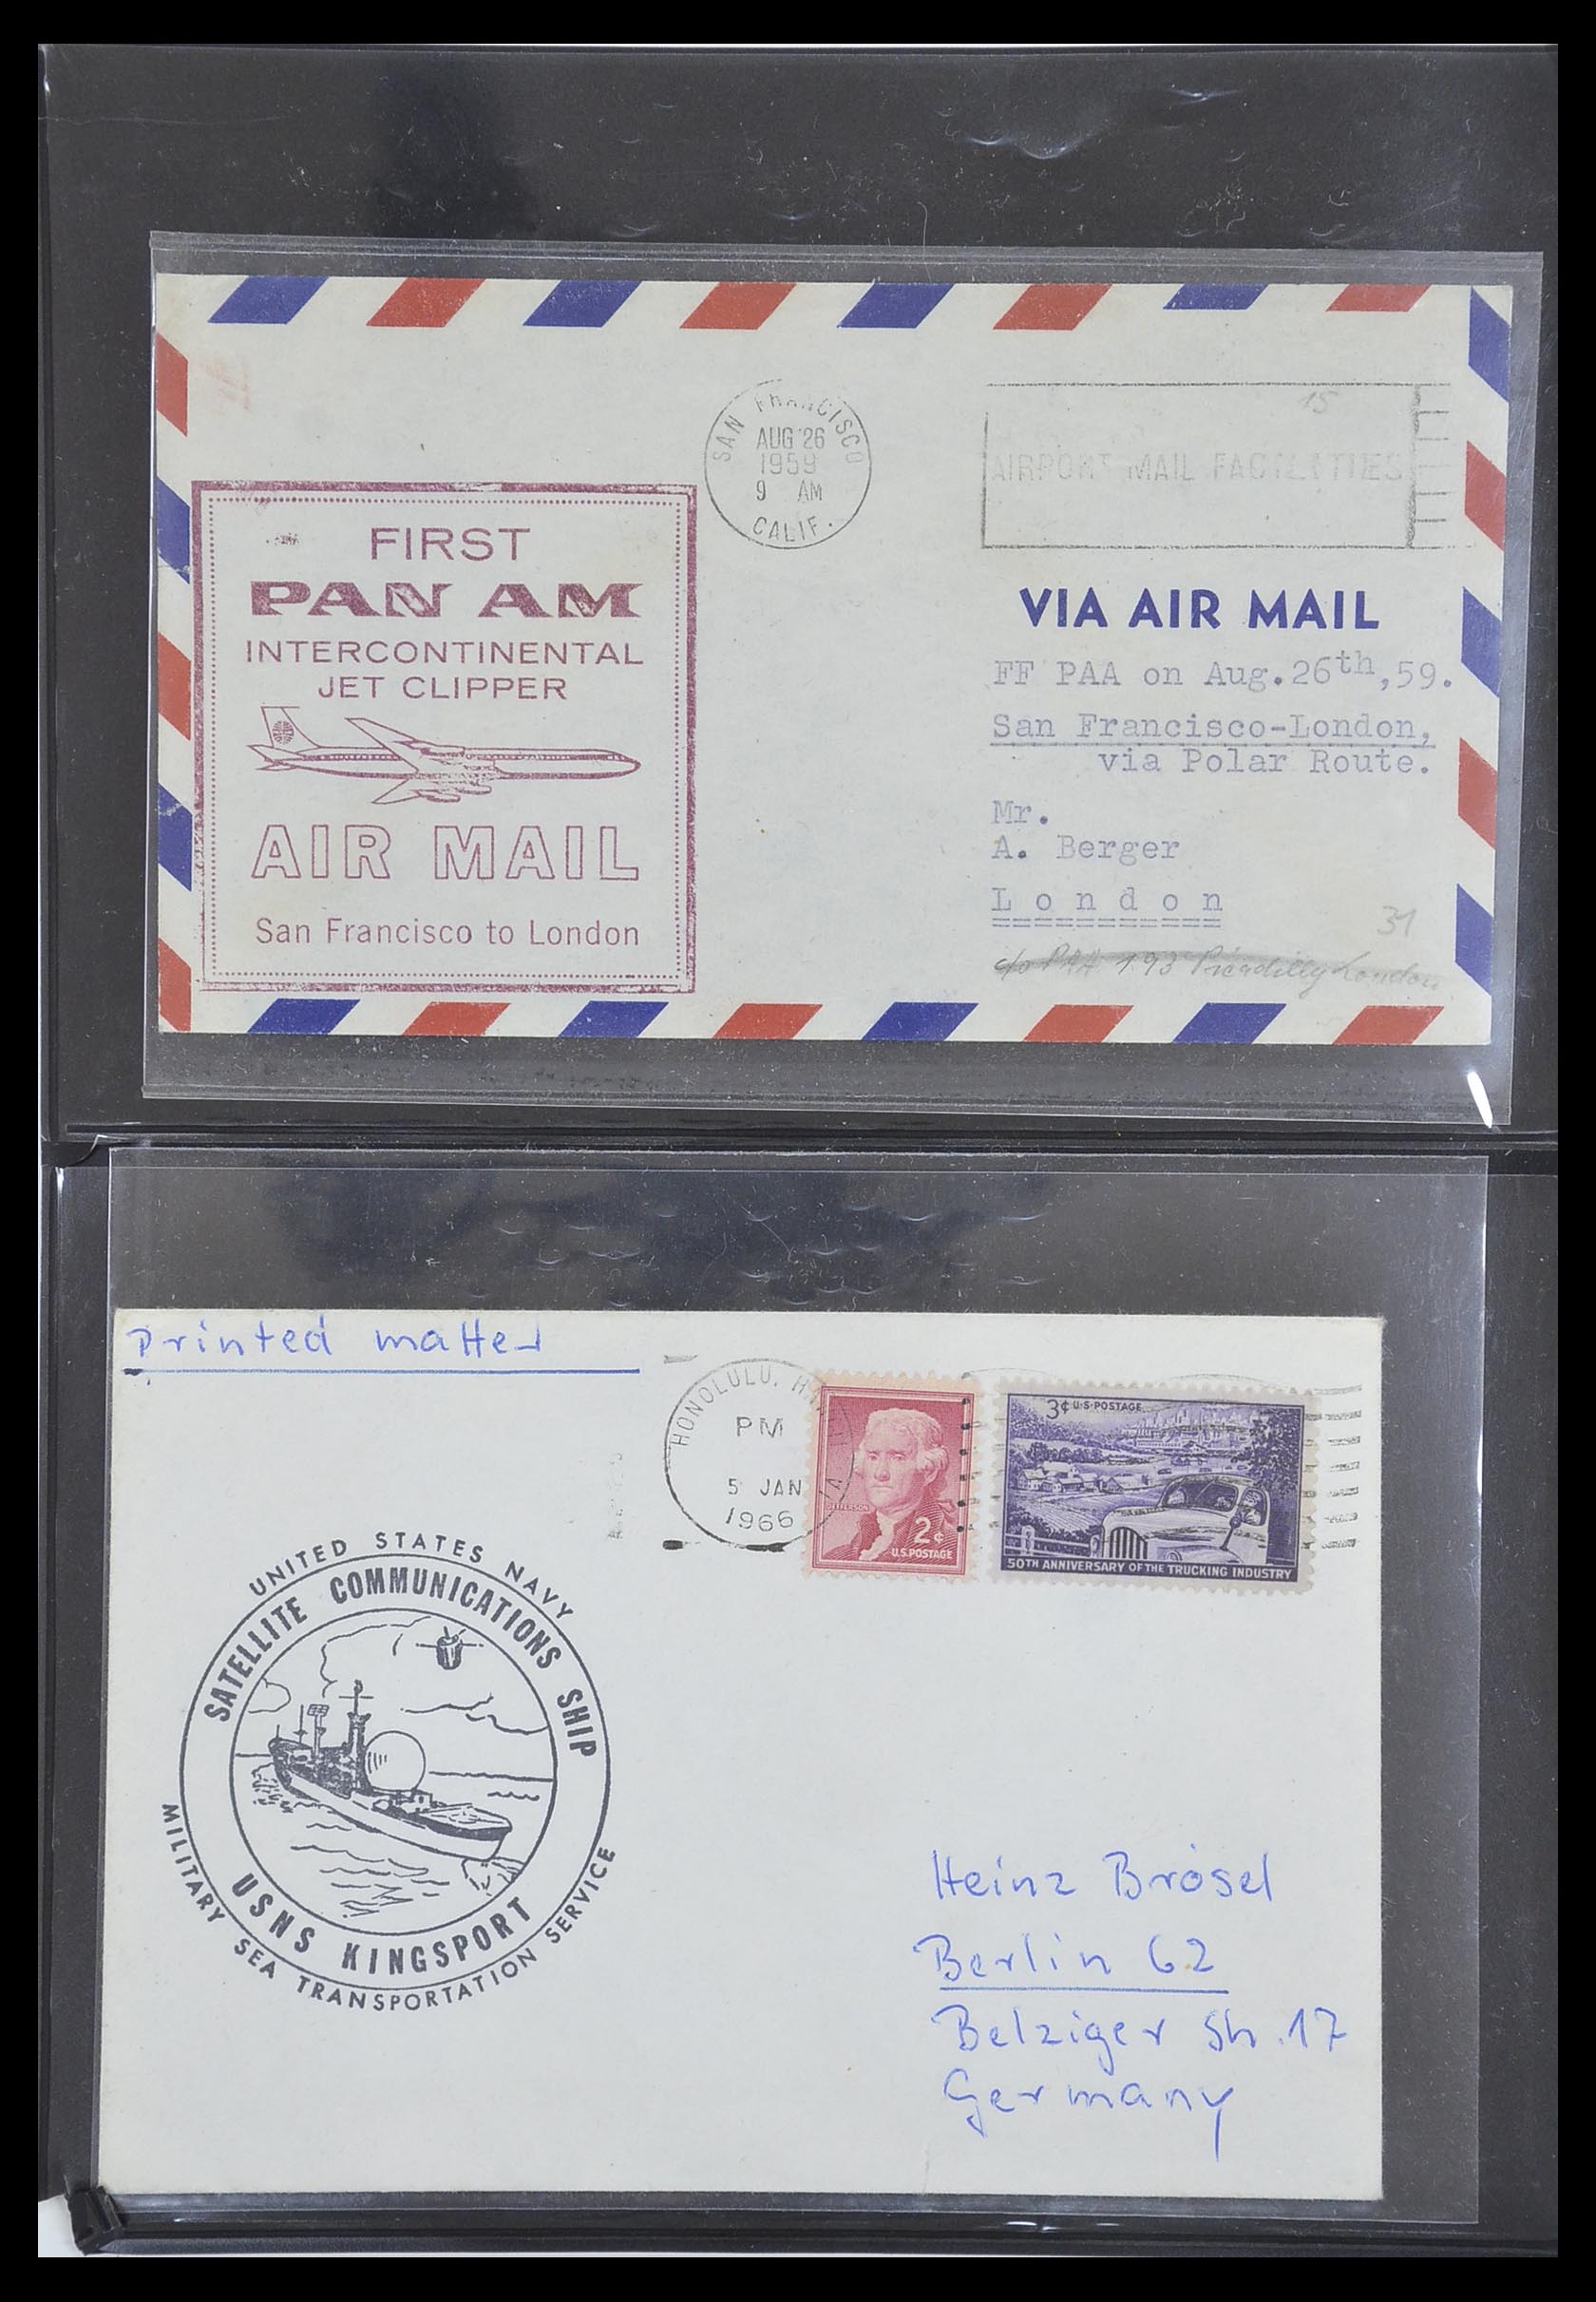 SAN FRANCISCO
AUG 26
1959
9 AM
CALIF.
15
AIRPORT MAIL FACILITIES
FIRST
PAN AM
INTERCONTINENTAL
JET CLIPPER
AIR MAIL
San Francisco to London
VIA AIR MAIL
FF PAA on Aug.26th,59.
San Francisco-London,
via Polar Route.
Mr.
A. Berger
London
31
c/o PAA 193 Picadilly London
Printed matter
HONOLULU,
PM
5 JAN
1966
JEFFERSON
2¢
U.S.POSTAGE
3¢ U·S·POSTAGE
50TH ANNIVERSARY OF THE TRUCKING INDUSTRY
UNITED STATES NAVY
SATELLITE COMMUNICATIONS SHIP
USNS KINGSPORT
MILITARY SEA TRANSPORTATION SERVICE
Heinz Brösel
Berlin 62
Belziger Str. 17
Germany